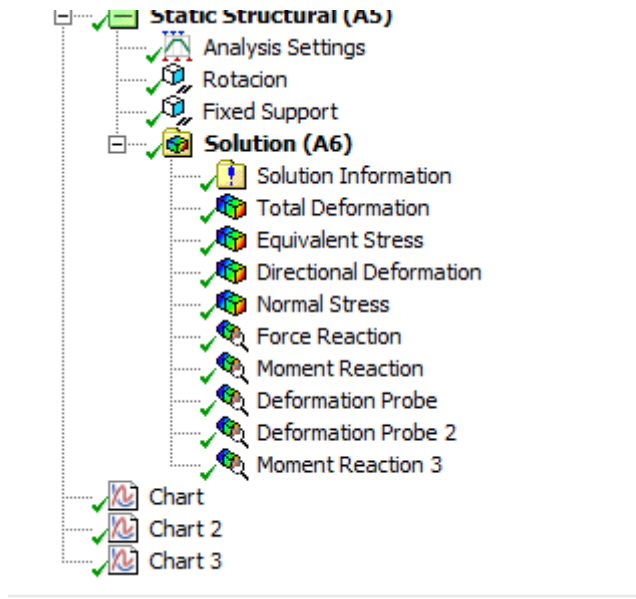 Static Structural (A5)
Analysis Settings
Rotacion
Fixed Support
Solution (A6)
Solution Information
Total Deformation
Equivalent Stress
Directional Deformation
Normal Stress
Force Reaction
Moment Reaction
Deformation Probe
Deformation Probe 2
Moment Reaction 3
Chart
Chart 2
Chart 3